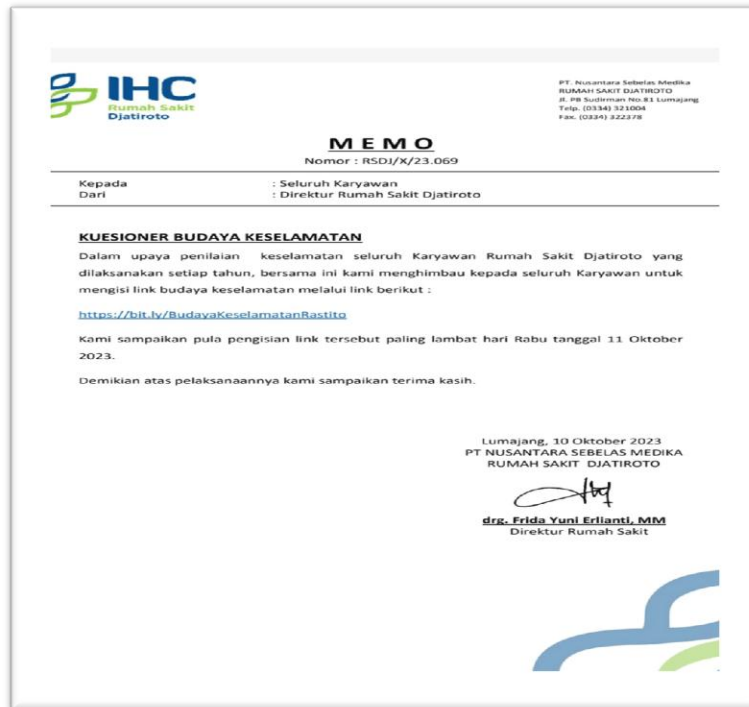 IHC
Rumah Sakit
Djatiroto
PT. Nusantara Sebelas Medika
RUMAH SAKIT DJATIROTO
Jl. PB Sudirman No.81 Lumajang
Telp. (0334) 321004
Fax. (0334) 322378
M E M O
Nomor : RSDJ/X/23.069
Kepada : Seluruh Karyawan
Dari : Direktur Rumah Sakit Djatiroto
KUESIONER BUDAYA KESELAMATAN
Dalam upaya penilaian keselamatan seluruh Karyawan Rumah Sakit Djatiroto yang
dilaksanakan setiap tahun, bersama ini kami menghimbau kepada seluruh Karyawan untuk
mengisi link budaya keselamatan melalui link berikut :
https://bit.ly/BudayaKeselamatanRastito
Kami sampaikan pula pengisian link tersebut paling lambat hari Rabu tanggal 11 Oktober
2023.
Demikian atas pelaksanaannya kami sampaikan terima kasih.
Lumajang, 10 Oktober 2023
PT NUSANTARA SEBELAS MEDIKA
RUMAH SAKIT DJATIROTO
drg. Frida Yuni Erlianti, MM
Direktur Rumah Sakit